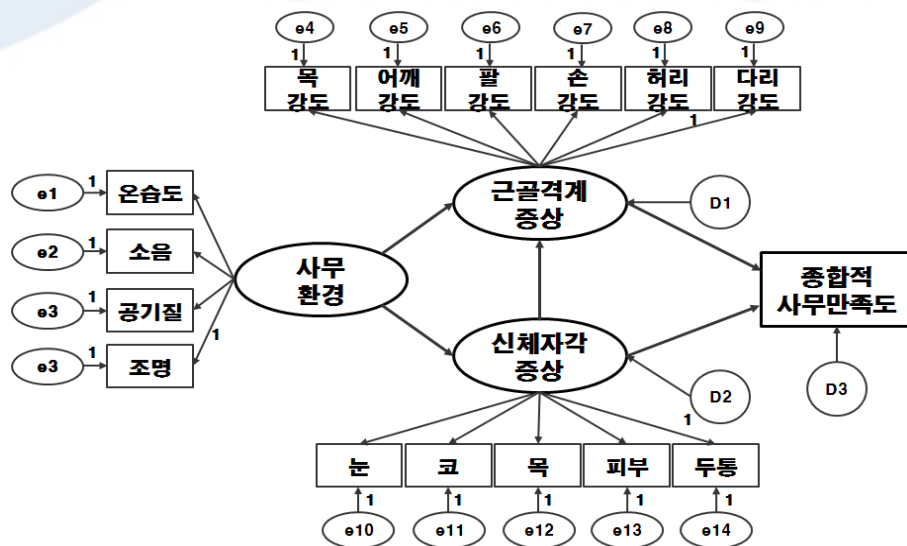 e4 e5 e6 e7 e8 e9
1 1 1 1 1 1
목 강도
어깨 강도
팔 강도
손 강도
허리 강도
다리 강도
1
e1 1 온습도
e2 1 소음
e3 1 공기질
e3 1 조명
1
사무 환경
근골격계 증상
D1
종합적 사무만족도
신체자각 증상
D2
1
D3
눈 코 목 피부 두통
1 1 1 1 1
e10 e11 e12 e13 e14